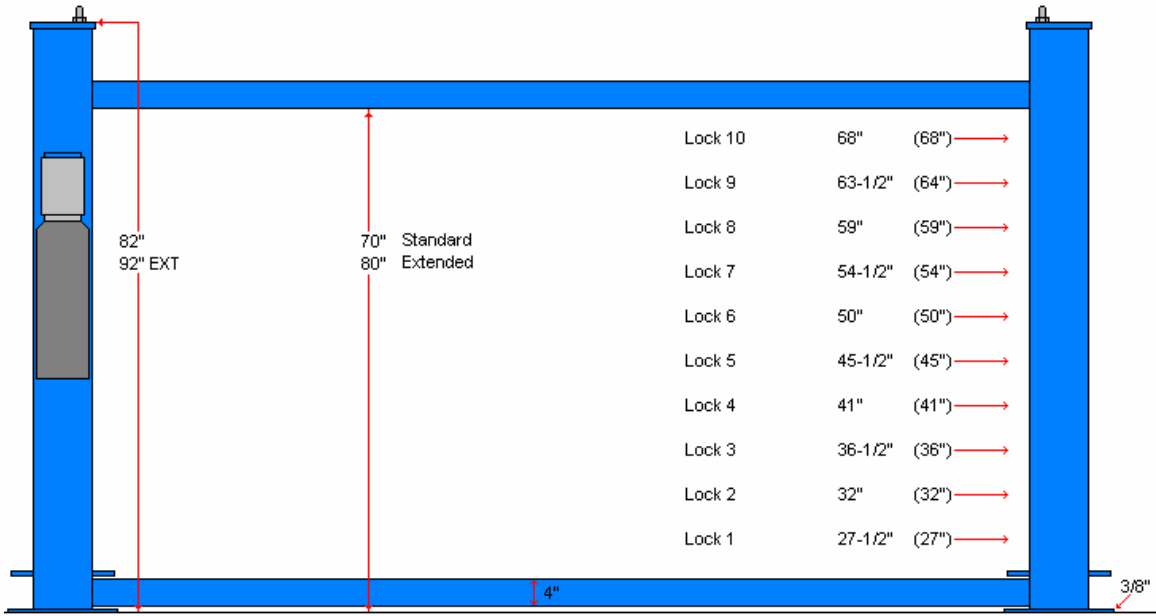 Lock 10 68" (68")
Lock 9 63-1/2" (64")
Lock 8 59" (59")
82" 70" Standard
92" EXT 80" Extended
Lock 7 54-1/2" (54")
Lock 6 50" (50")
Lock 5 45-1/2" (45")
Lock 4 41" (41")
Lock 3 36-1/2" (36")
Lock 2 32" (32")
Lock 1 27-1/2" (27")
4"
3/8"